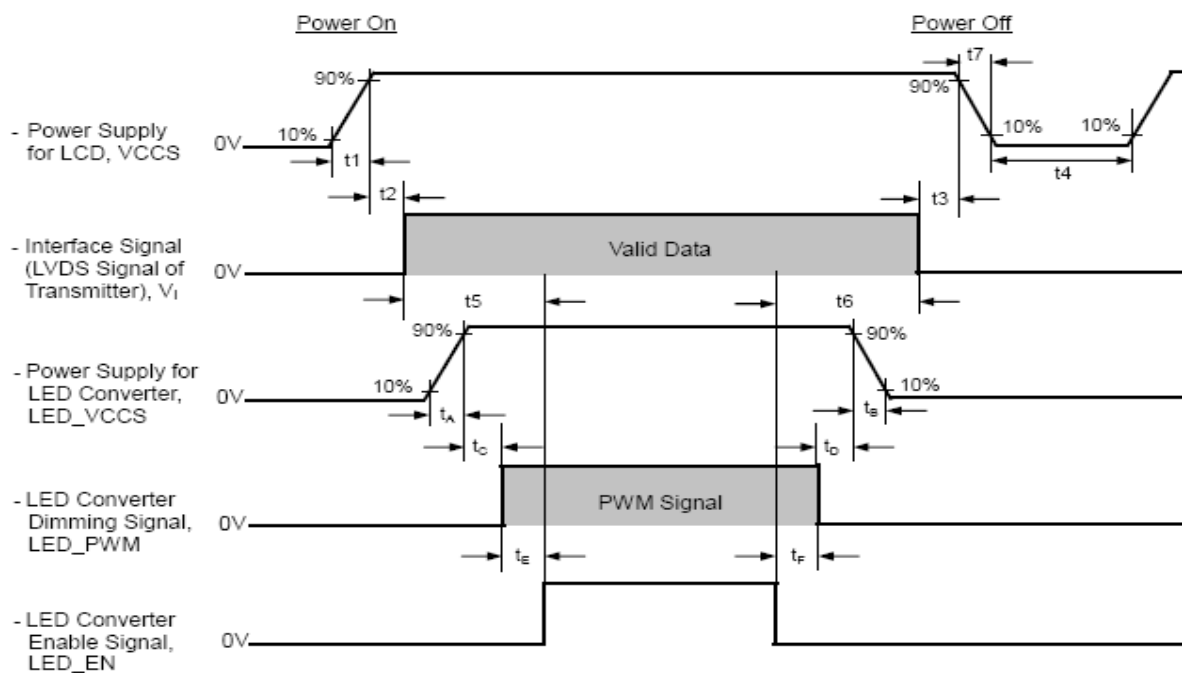 Power On
Power Off
t7
90%
90%
10%
10%
10%
- Power Supply
for LCD, VCCS
0V
t1
t4
t2
t3
- Interface Signal
(LVDS Signal of
Transmitter), VI
0V
Valid Data
t5
t6
90%
90%
- Power Supply for
LED Converter,
LED_VCCS
0V
10%
10%
tA
tB
tC
tD
- LED Converter
Dimming Signal,
LED_PWM
0V
PWM Signal
tE
tF
- LED Converter
Enable Signal,
LED_EN
0V